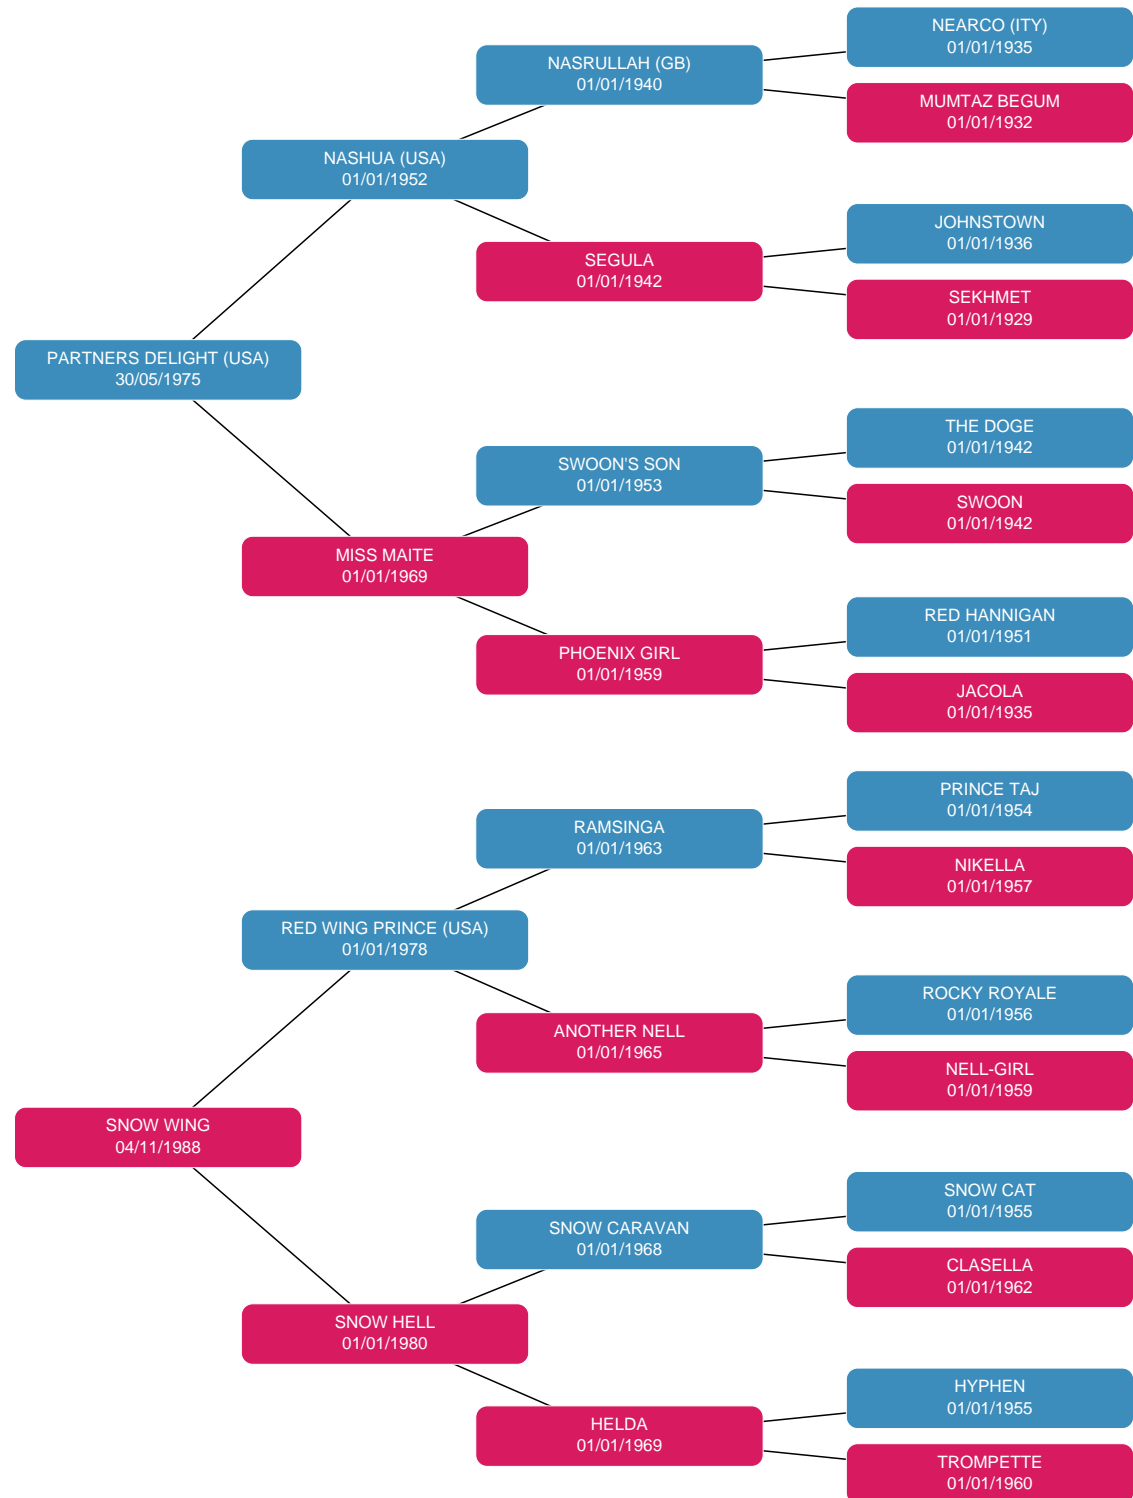 NEARCO (ITY)
01/01/1935
NASRULLAH (GB)
01/01/1940
MUMTAZ BEGUM
01/01/1932
NASHUA (USA)
01/01/1952
JOHNSTOWN
01/01/1936
SEGULA
01/01/1942
SEKHMET
01/01/1929
PARTNERS DELIGHT (USA)
30/05/1975
THE DOGE
01/01/1942
SWOON'S SON
01/01/1953
SWOON
01/01/1942
MISS MAITE
01/01/1969
RED HANNIGAN
01/01/1951
PHOENIX GIRL
01/01/1959
JACOLA
01/01/1935
PRINCE TAJ
01/01/1954
RAMSINGA
01/01/1963
NIKELLA
01/01/1957
RED WING PRINCE (USA)
01/01/1978
ROCKY ROYALE
01/01/1956
ANOTHER NELL
01/01/1965
NELL-GIRL
01/01/1959
SNOW WING
04/11/1988
SNOW CAT
01/01/1955
SNOW CARAVAN
01/01/1968
CLASELLA
01/01/1962
SNOW HELL
01/01/1980
HYPHEN
01/01/1955
HELDA
01/01/1969
TROMPETTE
01/01/1960